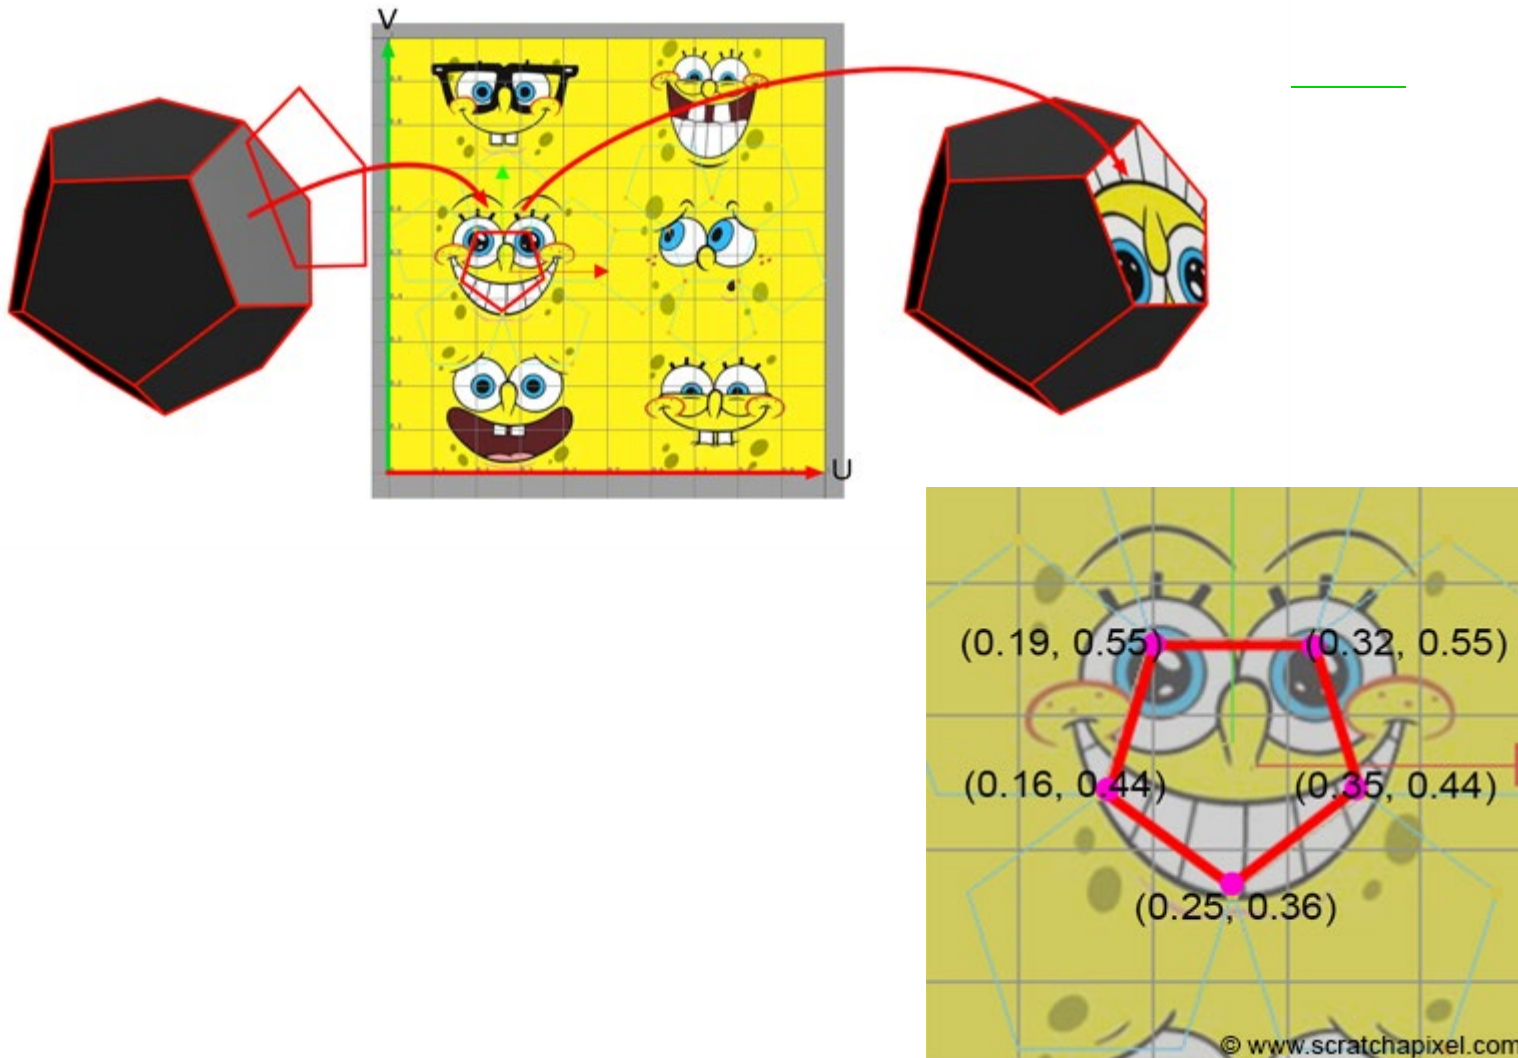 V
U
(0.19, 0.55)
(0.32, 0.55)
(0.16, 0.44)
(0.35, 0.44)
(0.25, 0.36)
© www.scratchapixel.com